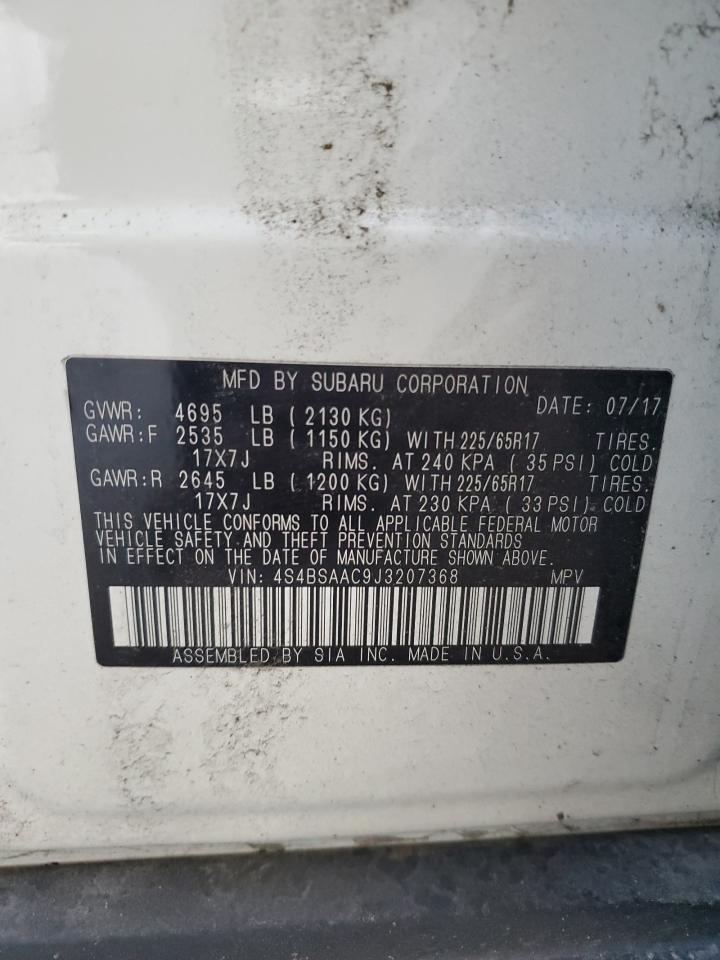 MFD BY SUBARU CORPORATION
GVWR: 4695 LB ( 2130 KG) DATE: 07/17
GAWR:F 2535 LB ( 1150 KG) WITH 225/65R17 TIRES.
17X7J RIMS. AT 240 KPA ( 35 PSI) COLD
GAWR:R 2645 LB ( 1200 KG) WITH 225/65R17 TIRES.
17X7J RIMS. AT 230 KPA ( 33 PSI) COLD
THIS VEHICLE CONFORMS TO ALL APPLICABLE FEDERAL MOTOR
VEHICLE SAFETY AND THEFT PREVENTION STANDARDS
IN EFFECT ON THE DATE OF MANUFACTURE SHOWN ABOVE.
VIN: 4S4BSAAC9J3207368 MPV
ASSEMBLED BY SIA INC. MADE IN U.S.A.